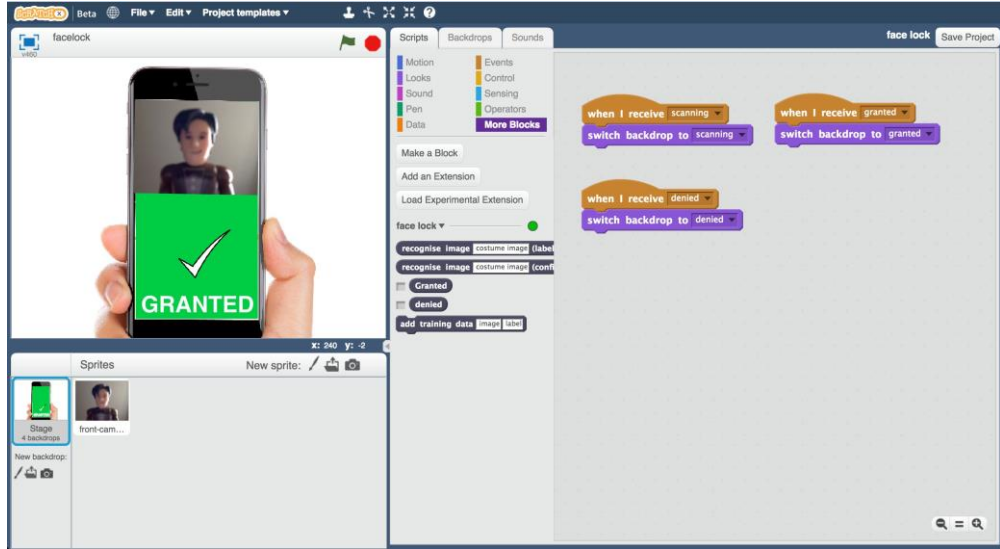 ScratchX
Beta
File▼ Edit▼ Project templates▼
facelock
v460
GRANTED
X: 240 y: -2
Sprites
New sprite:
Stage
4 backdrops
front-cam...
New backdrop:
Scripts Backdrops Sounds
face lock
Save Project
Motion Events
Looks Control
Sound Sensing
Pen Operators
Data More Blocks
Make a Block
Add an Extension
Load Experimental Extension
face lock ▼
recognise image costume image (label
recognise image costume image (confi
Granted
denied
add training data image label
when I receive scanning
switch backdrop to scanning
when I receive granted
switch backdrop to granted
when I receive denied
switch backdrop to denied
GRANTED